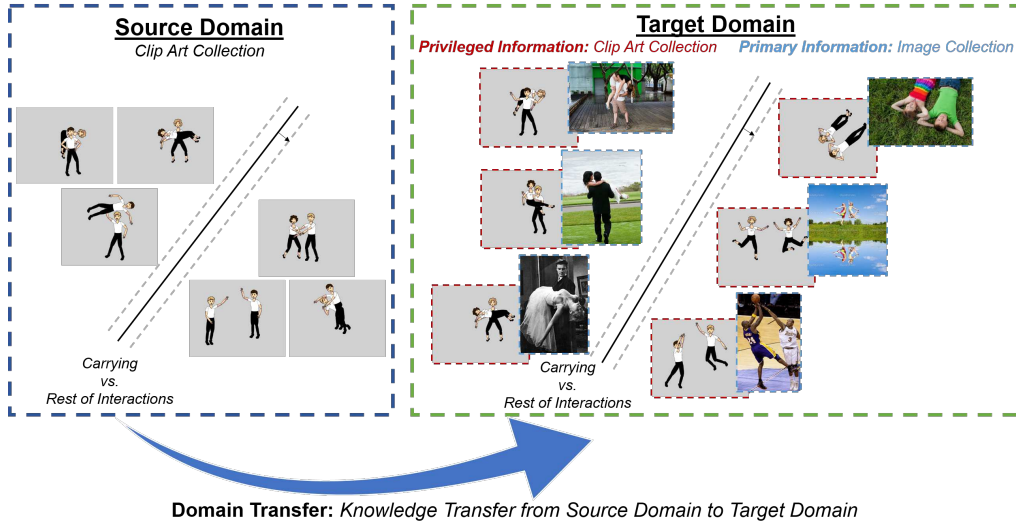 Source Domain
Clip Art Collection
Carrying
vs.
Rest of Interactions
Target Domain
Privileged Information: Clip Art Collection
Primary Information: Image Collection
24
Carrying
vs.
Rest of Interactions
Domain Transfer: Knowledge Transfer from Source Domain to Target Domain